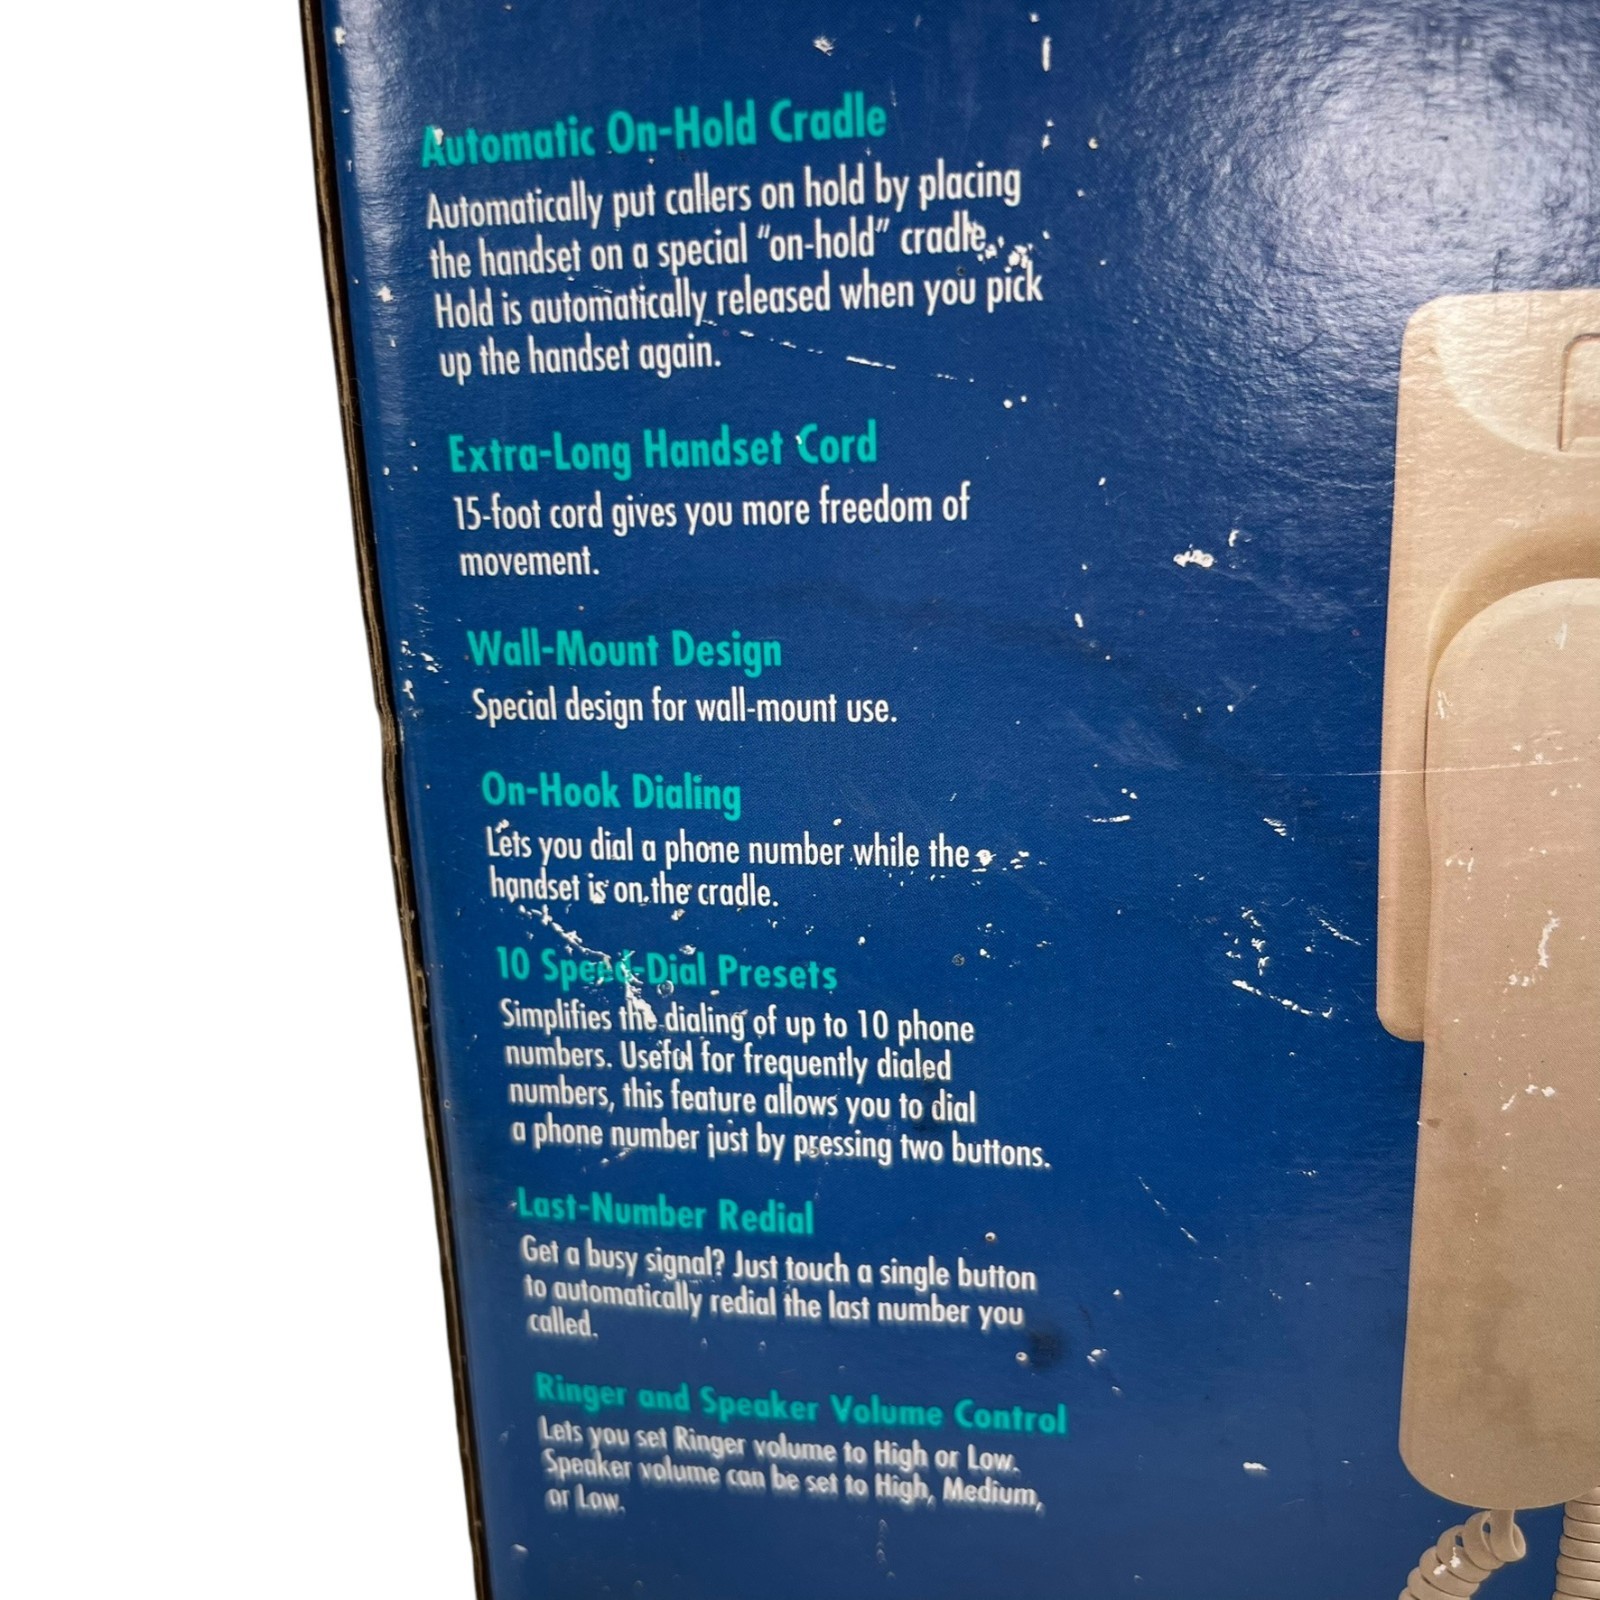 Automatic On-Hold Cradle
Automatically put callers on hold by placing
the handset on a special “on-hold” cradle.
Hold is automatically released when you pick
up the handset again.
Extra-Long Handset Cord
15-foot cord gives you more freedom of
movement.
Wall-Mount Design
Special design for wall-mount use.
On-Hook Dialing
Lets you dial a phone number while the
handset is on the cradle.
10 Speed-Dial Presets
Simplifies the dialing of up to 10 phone
numbers. Useful for frequently dialed
numbers, this feature allows you to dial
a phone number just by pressing two buttons.
Last-Number Redial
Get a busy signal? Just touch a single button
to automatically redial the last number you
called.
Ringer and Speaker Volume Control
Lets you set Ringer volume to High or Low.
Speaker volume can be set to High, Medium,
or Low.